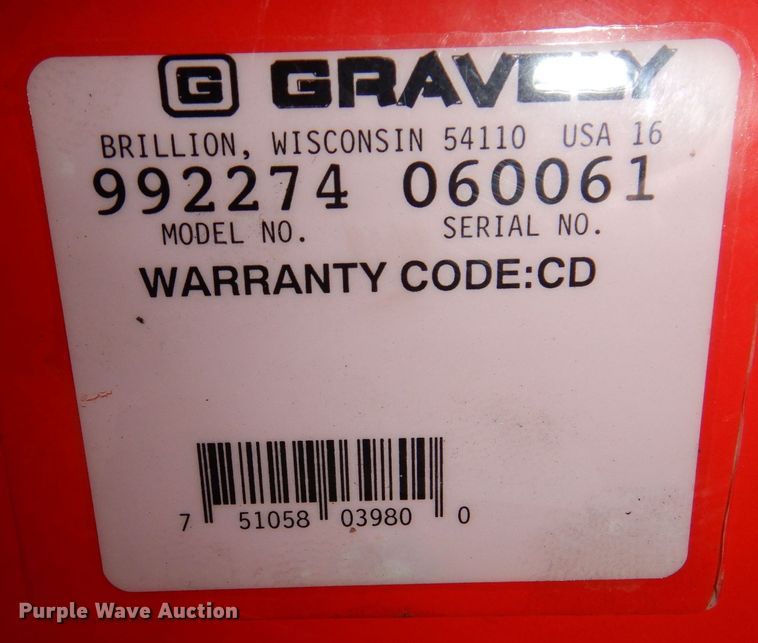 G GRAVELY
BRILLION, WISCONSIN 54110 USA 16
992274 060061
MODEL NO. SERIAL NO.
WARRANTY CODE:CD
7 51058 03980 0
Purple Wave Auction